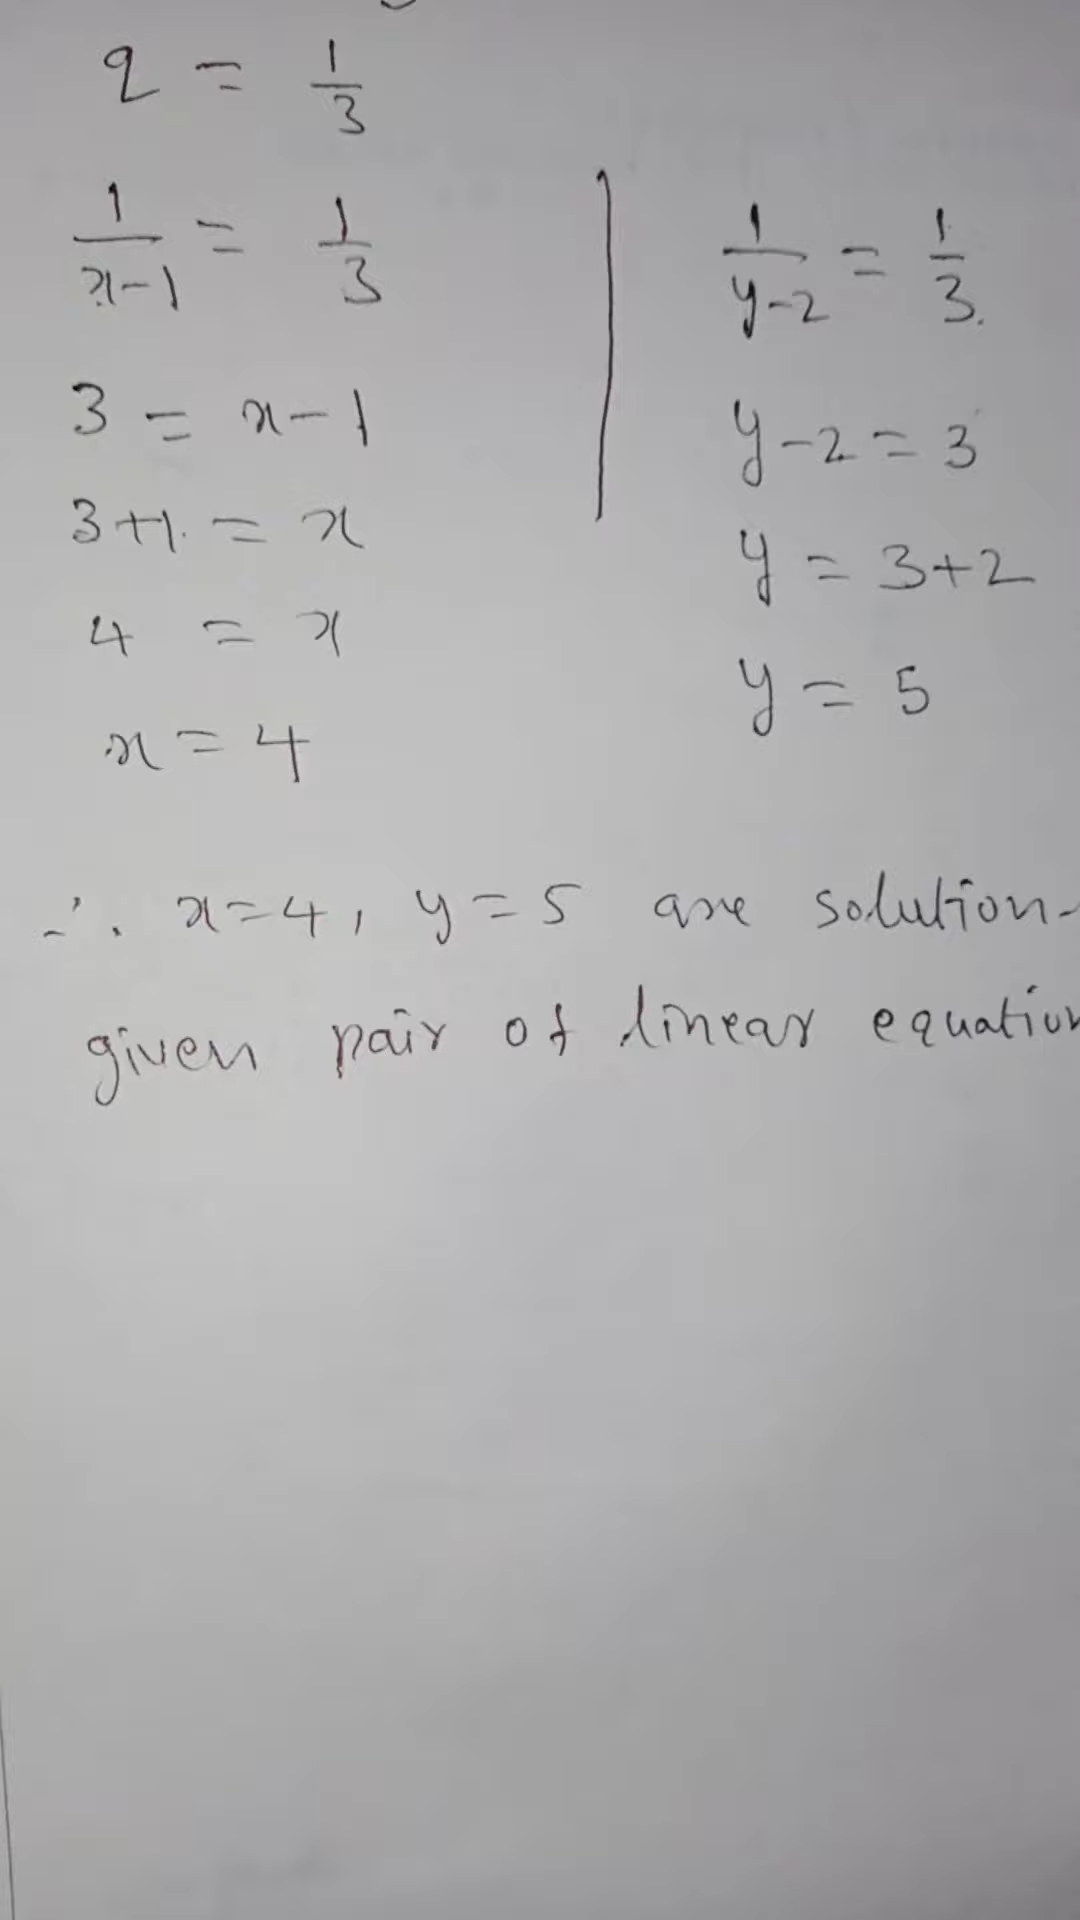 q = 1/3
1/(x-1) = 1/3
3 = x-1
3+1 = x
4 = x
x = 4
1/(y-2) = 1/3.
y-2 = 3
y = 3+2
y = 5
∴ x=4, y=5 are solution
given pair of linear equation